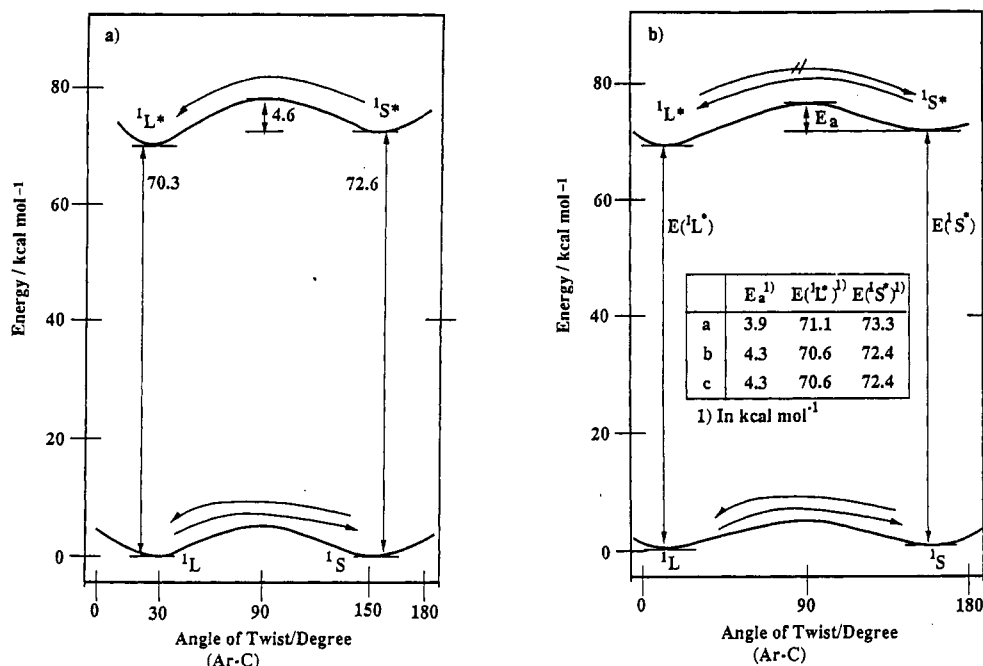 a)
80
60
40
20
0
Energy / kcal mol⁻¹
¹L*
¹S*
4.6
70.3
72.6
¹L
¹S
0 30 90 150 180
Angle of Twist/Degree
(Ar-C)
b)
80
60
40
20
0
Energy / kcal mol⁻¹
¹L*
¹S*
Eₐ
E(¹L*)
E(¹S*)
Eₐ¹⁾ E(¹L*)¹⁾ E(¹S*)¹⁾
a 3.9 71.1 73.3
b 4.3 70.6 72.4
c 4.3 70.6 72.4
1) In kcal mol⁻¹
¹L
¹S
0 90 180
Angle of Twist/Degree
(Ar-C)